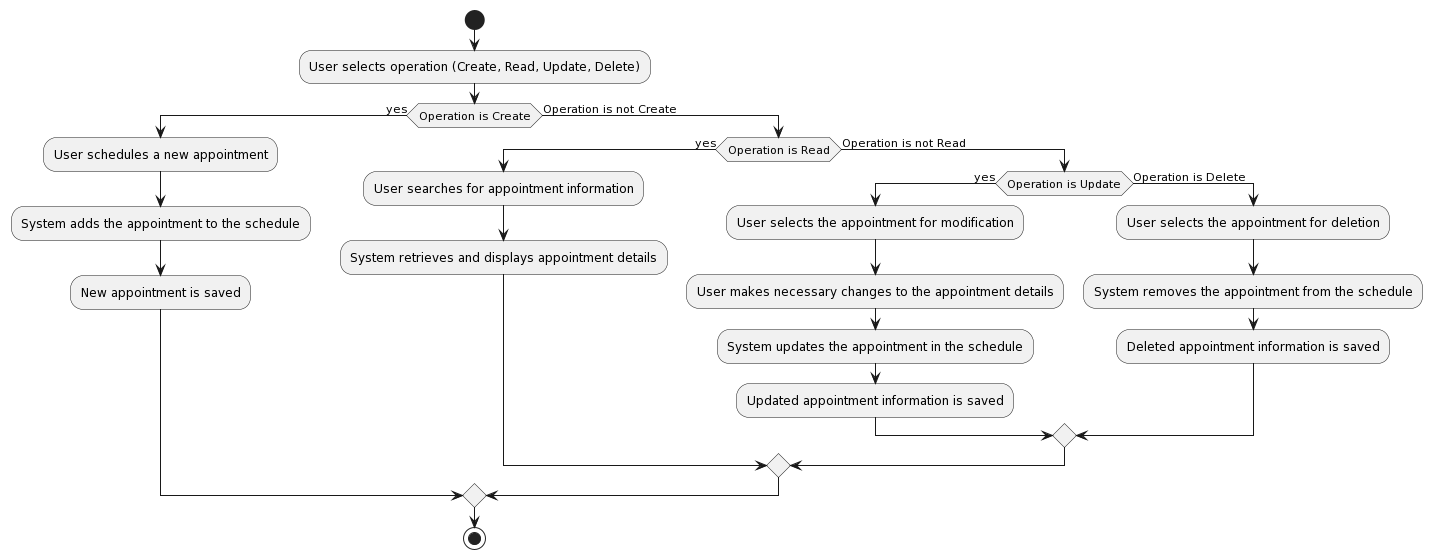 User selects operation (Create, Read, Update, Delete)
yes
Operation is Create
Operation is not Create
User schedules a new appointment
System adds the appointment to the schedule
New appointment is saved
yes
Operation is Read
Operation is not Read
User searches for appointment information
System retrieves and displays appointment details
yes
Operation is Update
Operation is Delete
User selects the appointment for modification
User makes necessary changes to the appointment details
System updates the appointment in the schedule
Updated appointment information is saved
User selects the appointment for deletion
System removes the appointment from the schedule
Deleted appointment information is saved